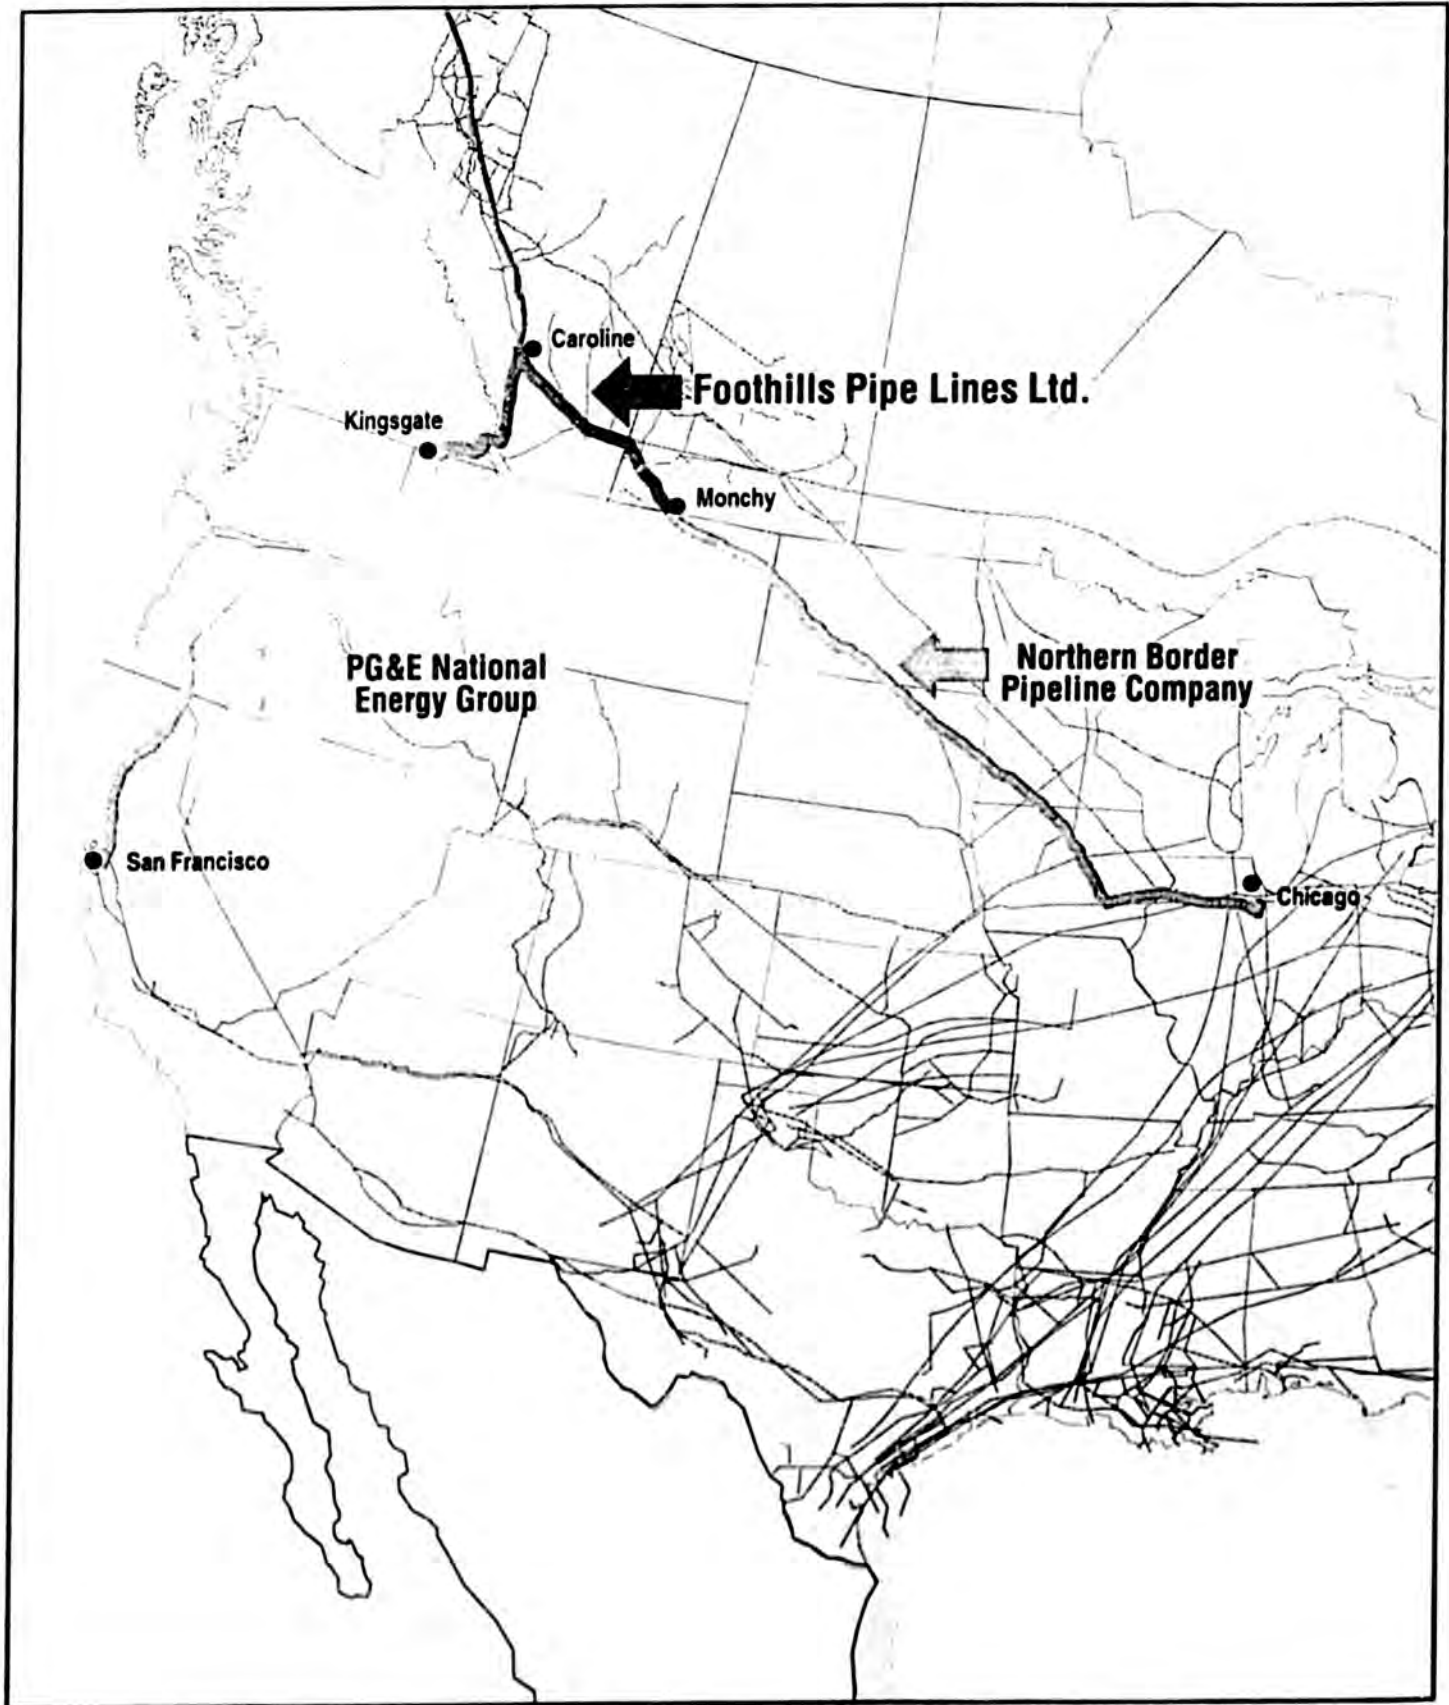 Caroline
Foothills Pipe Lines Ltd.
Kingsgate
Monchy
PG&E National
Energy Group
Northern Border
Pipeline Company
San Francisco
Chicago